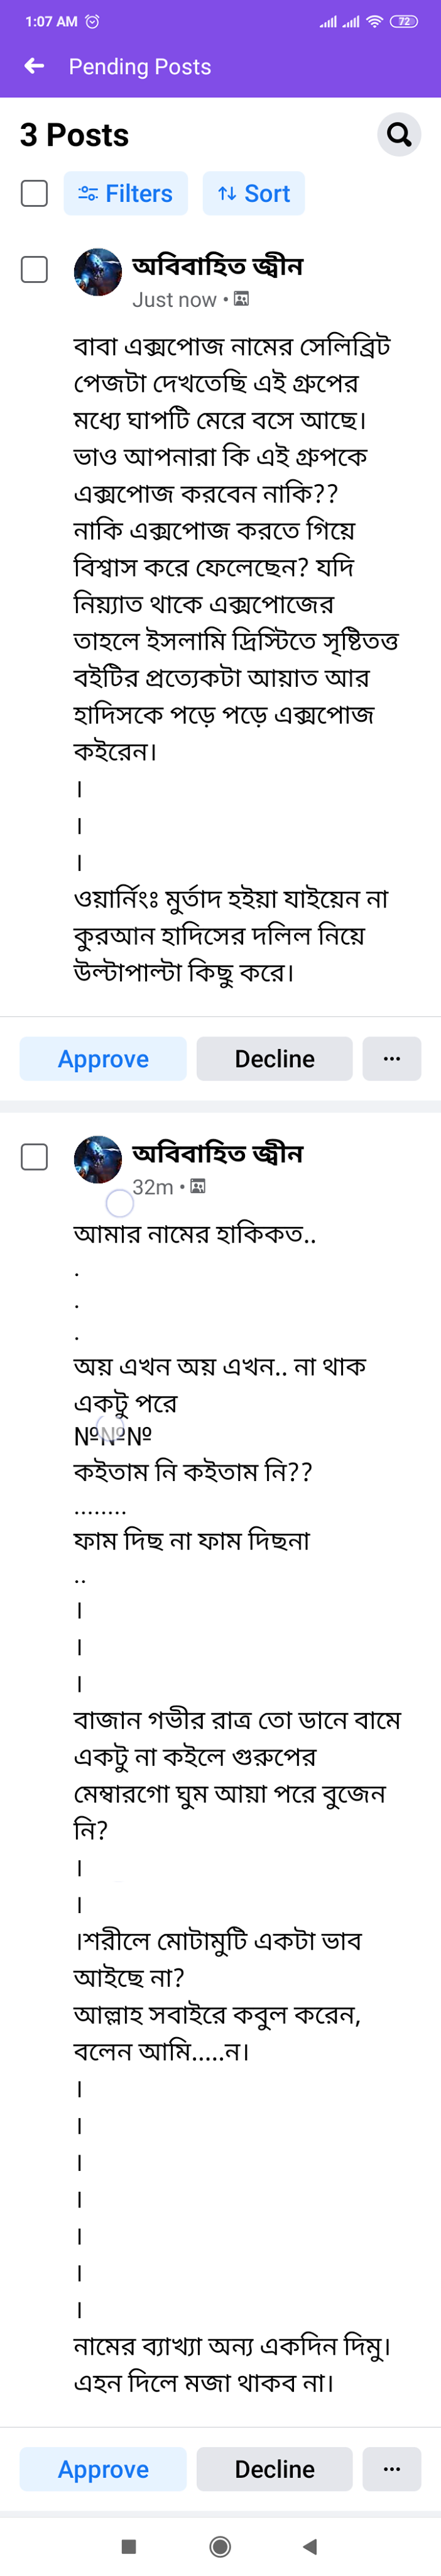 1:07 AM
72
Pending Posts
3 Posts
Filters
Sort
অবিবাহিত জ্বীন
Just now •
বাবা এক্সপোজ নামের সেলিব্রিট
পেজটা দেখতেছি এই গ্রুপের
মধ্যে ঘাপটি মেরে বসে আছে।
ভাও আপনারা কি এই গ্রুপকে
এক্সপোজ করবেন নাকি??
নাকি এক্সপোজ করতে গিয়ে
বিশ্বাস করে ফেলেছেন? যদি
নিয়্যাত থাকে এক্সপোজের
তাহলে ইসলামি দ্রিস্টিতে সৃষ্টিতত্ত
বইটির প্রত্যেকটা আয়াত আর
হাদিসকে পড়ে পড়ে এক্সপোজ
কইরেন।
।
।
।
ওয়ার্নিংঃ মুর্তাদ হইয়া যাইয়েন না
কুরআন হাদিসের দলিল নিয়ে
উল্টাপাল্টা কিছু করে।
Approve
Decline
...
অবিবাহিত জ্বীন
32m •
আমার নামের হাকিকত..
.
.
.
অয় এখন অয় এখন.. না থাক
একটু পরে
№№№
কইতাম নি কইতাম নি??
........
ফাম দিছ না ফাম দিছনা
..
।
।
।
বাজান গভীর রাত্র তো ডানে বামে
একটু না কইলে গুরুপের
মেম্বারগো ঘুম আয়া পরে বুজেন
নি?
।
।
।শরীলে মোটামুটি একটা ভাব
আইছে না?
আল্লাহ সবাইরে কবুল করেন,
বলেন আমি.....ন।
।
।
।
।
।
।
।
নামের ব্যাখ্যা অন্য একদিন দিমু।
এহন দিলে মজা থাকব না।
Approve
Decline
...